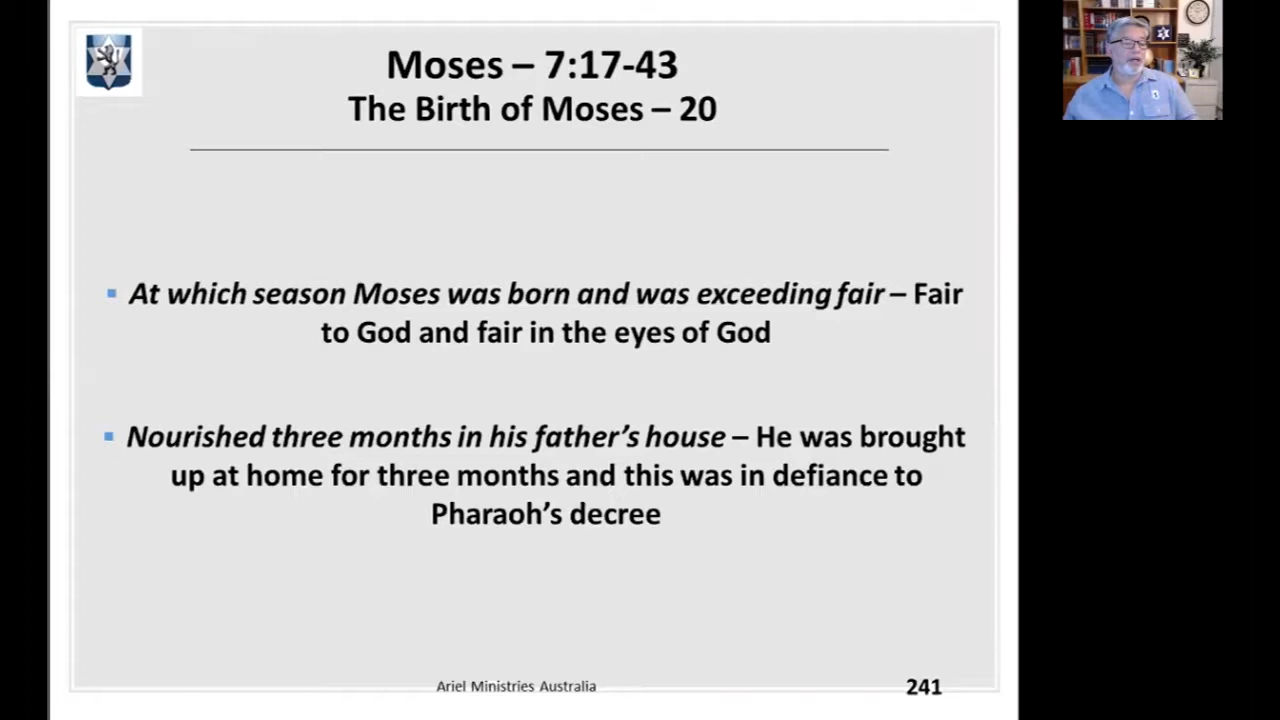 Moses – 7:17-43
The Birth of Moses – 20
▪ At which season Moses was born and was exceeding fair – Fair
to God and fair in the eyes of God
▪ Nourished three months in his father’s house – He was brought
up at home for three months and this was in defiance to
Pharaoh’s decree
Ariel Ministries Australia
241